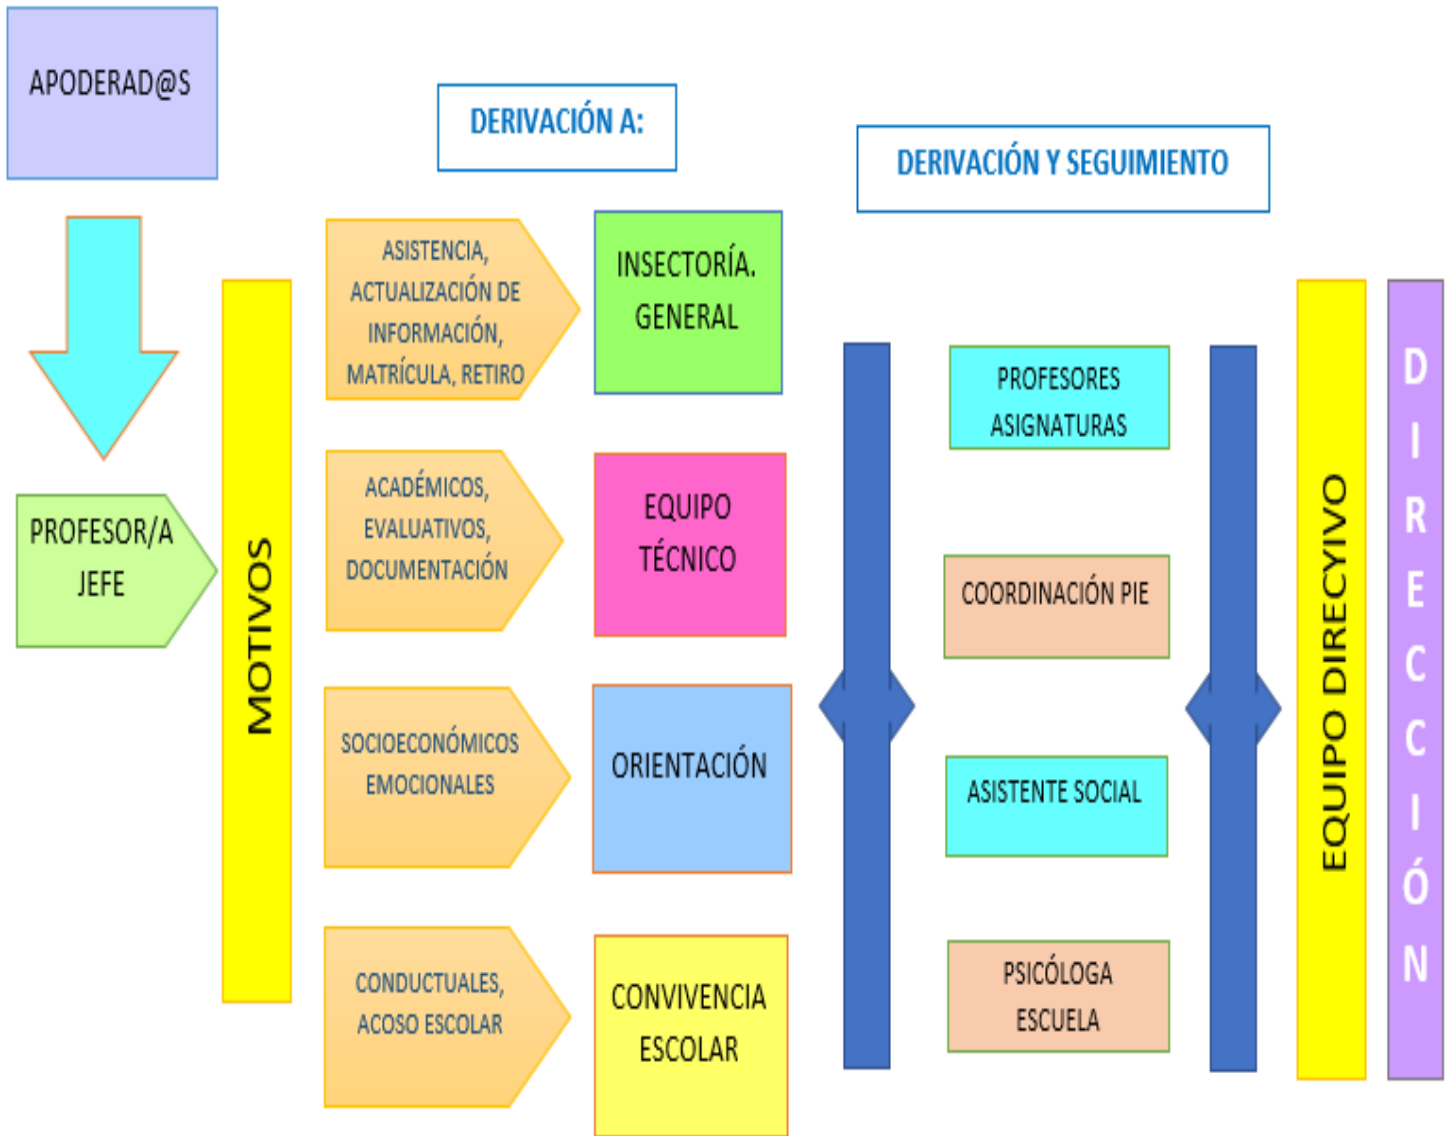 APODERAD@S
PROFESOR/A
JEFE
MOTIVOS
DERIVACIÓN A:
ASISTENCIA,
ACTUALIZACIÓN DE
INFORMACIÓN,
MATRÍCULA, RETIRO
INSECTORÍA.
GENERAL
ACADÉMICOS,
EVALUATIVOS,
DOCUMENTACIÓN
EQUIPO
TÉCNICO
SOCIOECONÓMICOS
EMOCIONALES
ORIENTACIÓN
CONDUCTUALES,
ACOSO ESCOLAR
CONVIVENCIA
ESCOLAR
DERIVACIÓN Y SEGUIMIENTO
PROFESORES
ASIGNATURAS
COORDINACIÓN PIE
ASISTENTE SOCIAL
PSICÓLOGA
ESCUELA
EQUIPO DIRECYIVO
DIRECCIÓN